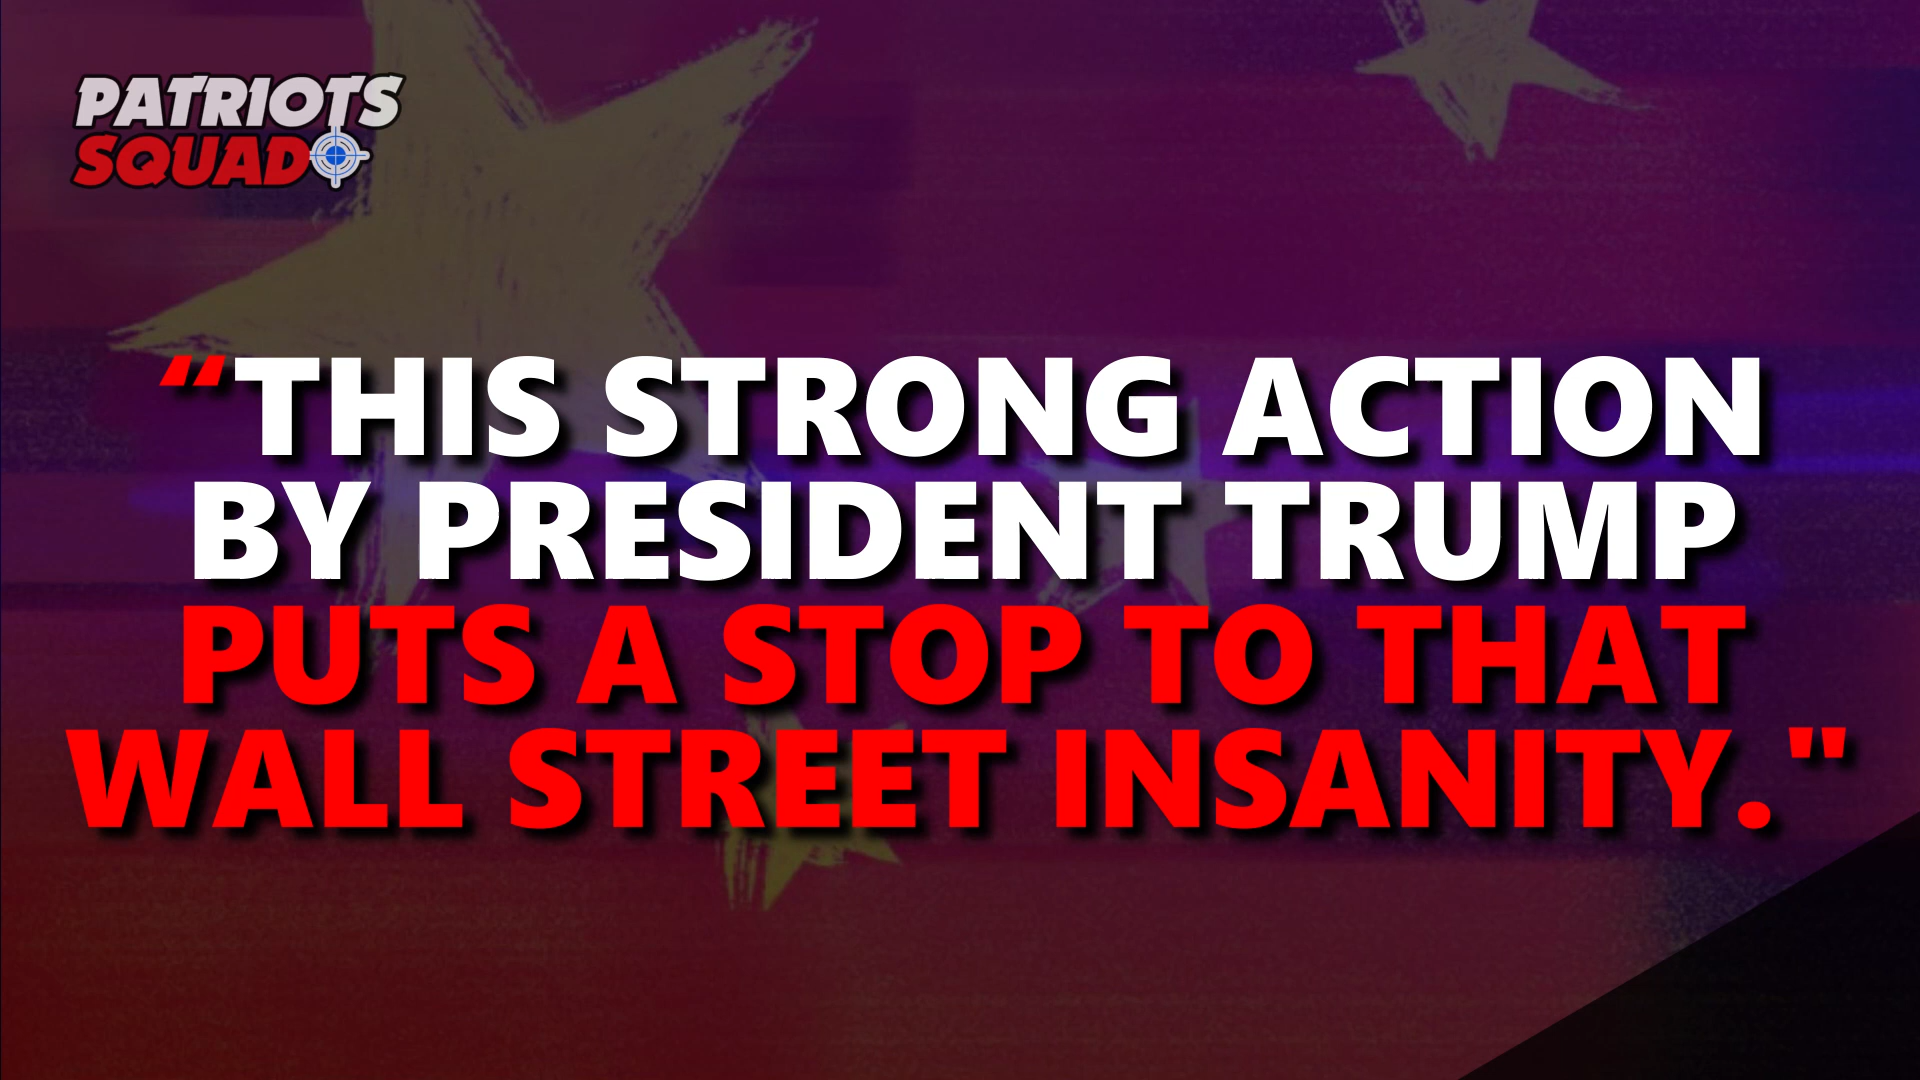 PATRIOTS
SQUAD
“THIS STRONG ACTION
BY PRESIDENT TRUMP
PUTS A STOP TO THAT
WALL STREET INSANITY."